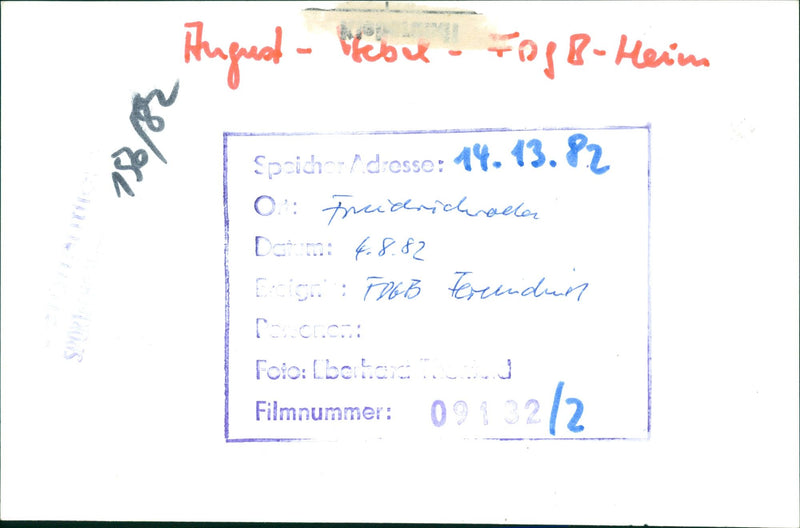 August - Bebel - FDGB-Heim
156/82
Speicher Adresse: 14.13.82
Ort: Friedrichroda
Datum: 4.8.82
Ereignis: FDGB Feriendienst
Personen:
Foto: Eberhard
Filmnummer: 09132/2